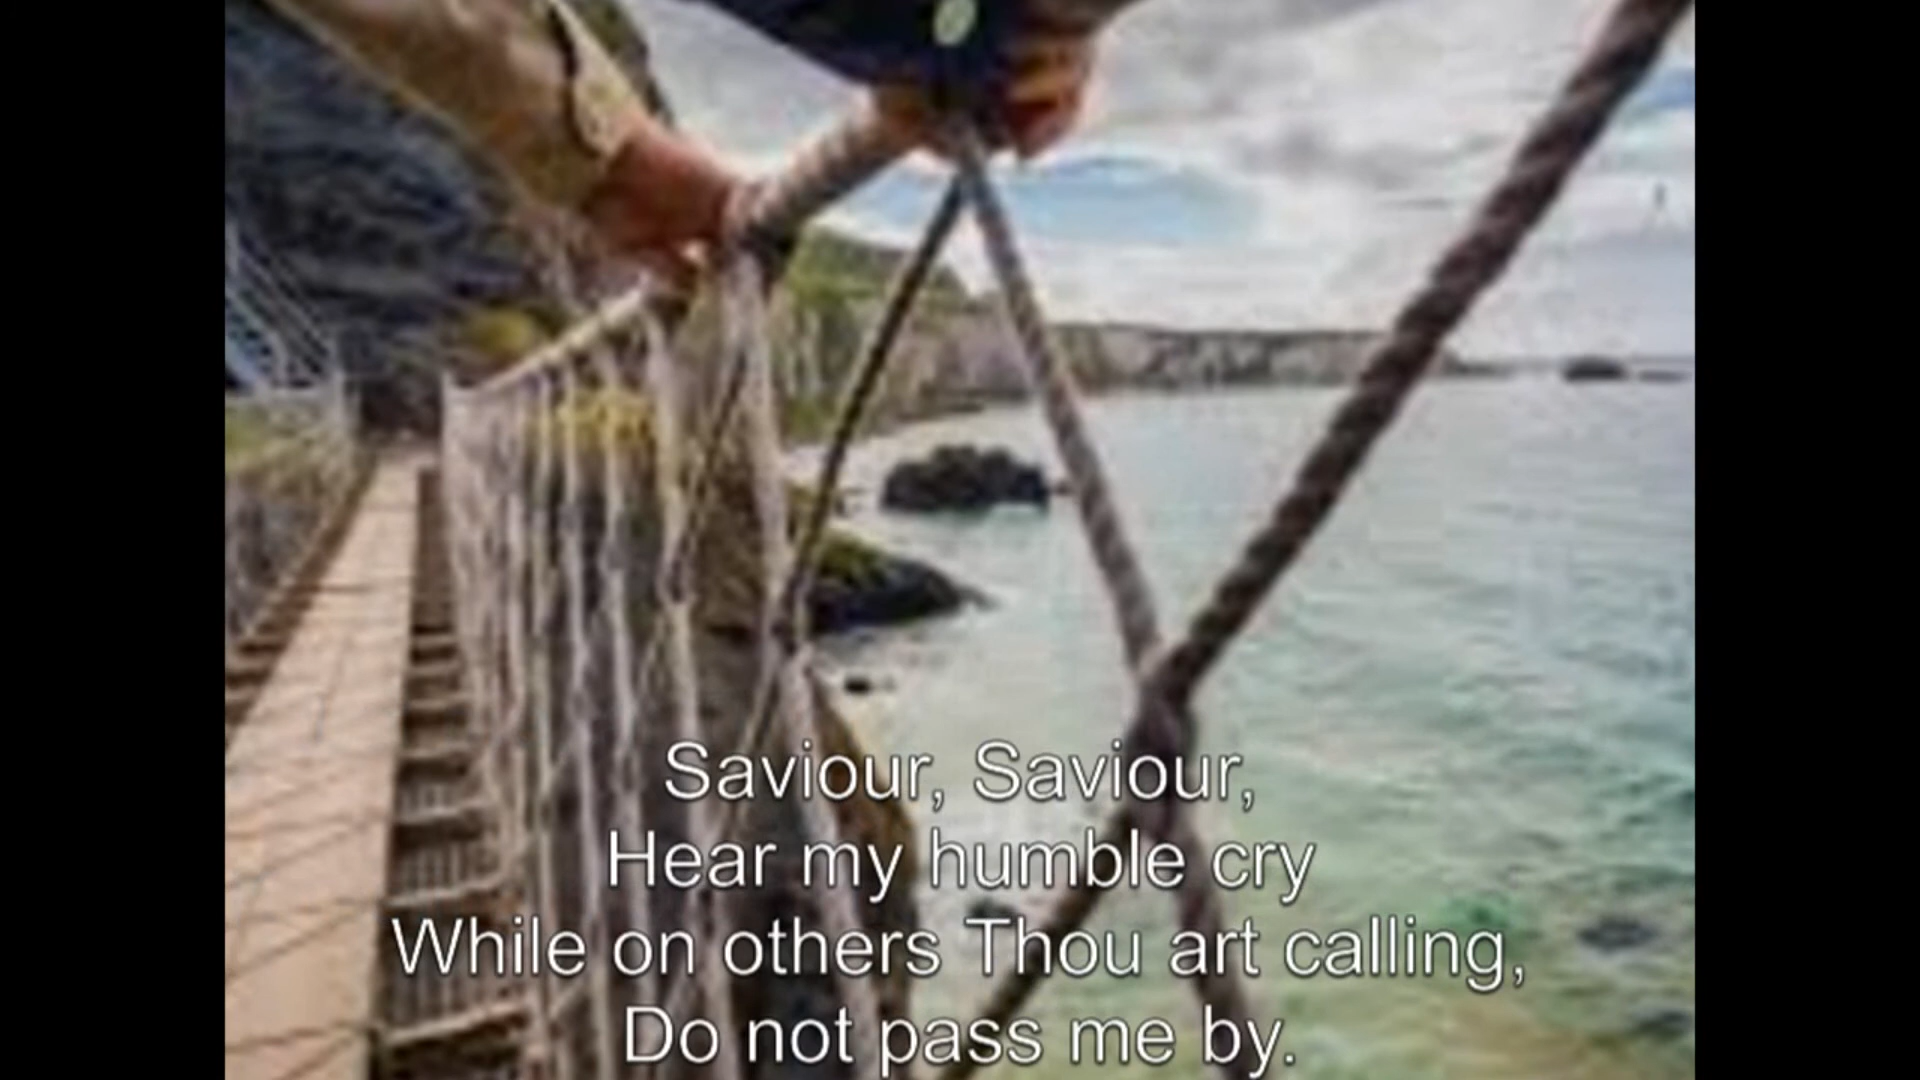 Saviour, Saviour,
Hear my humble cry
While on others Thou art calling,
Do not pass me by.